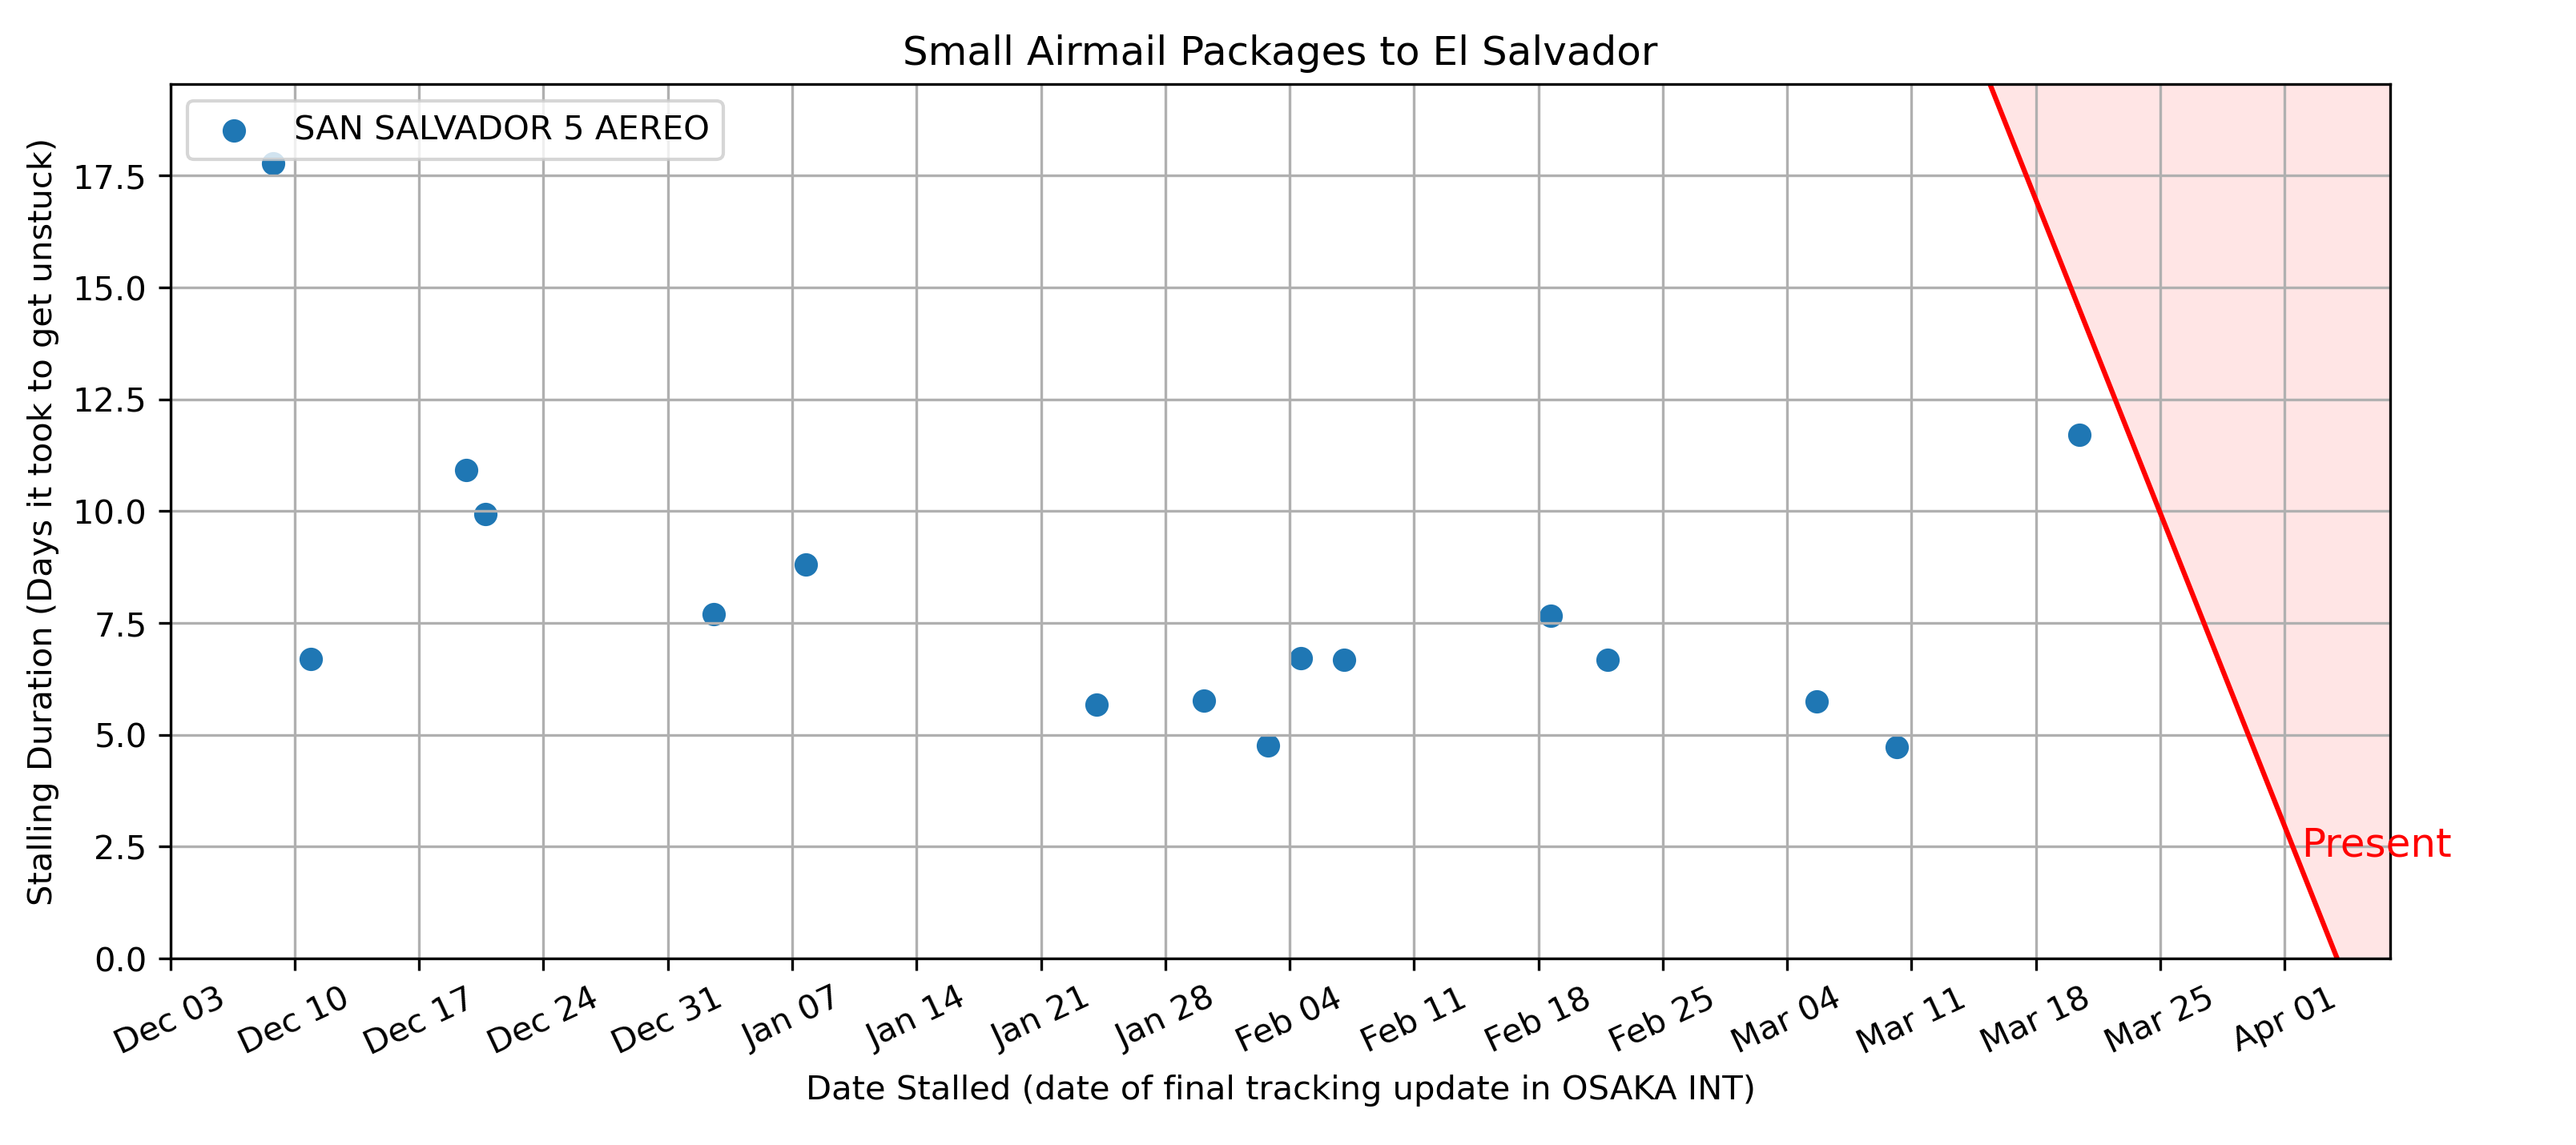 Small Airmail Packages to El Salvador
SAN SALVADOR 5 AEREO
Stalling Duration (Days it took to get unstuck)
17.5
15.0
12.5
10.0
7.5
5.0
2.5
0.0
Present
Dec 03
Dec 10
Dec 17
Dec 24
Dec 31
Jan 07
Jan 14
Jan 21
Jan 28
Feb 04
Feb 11
Feb 18
Feb 25
Mar 04
Mar 11
Mar 18
Mar 25
Apr 01
Date Stalled (date of final tracking update in OSAKA INT)